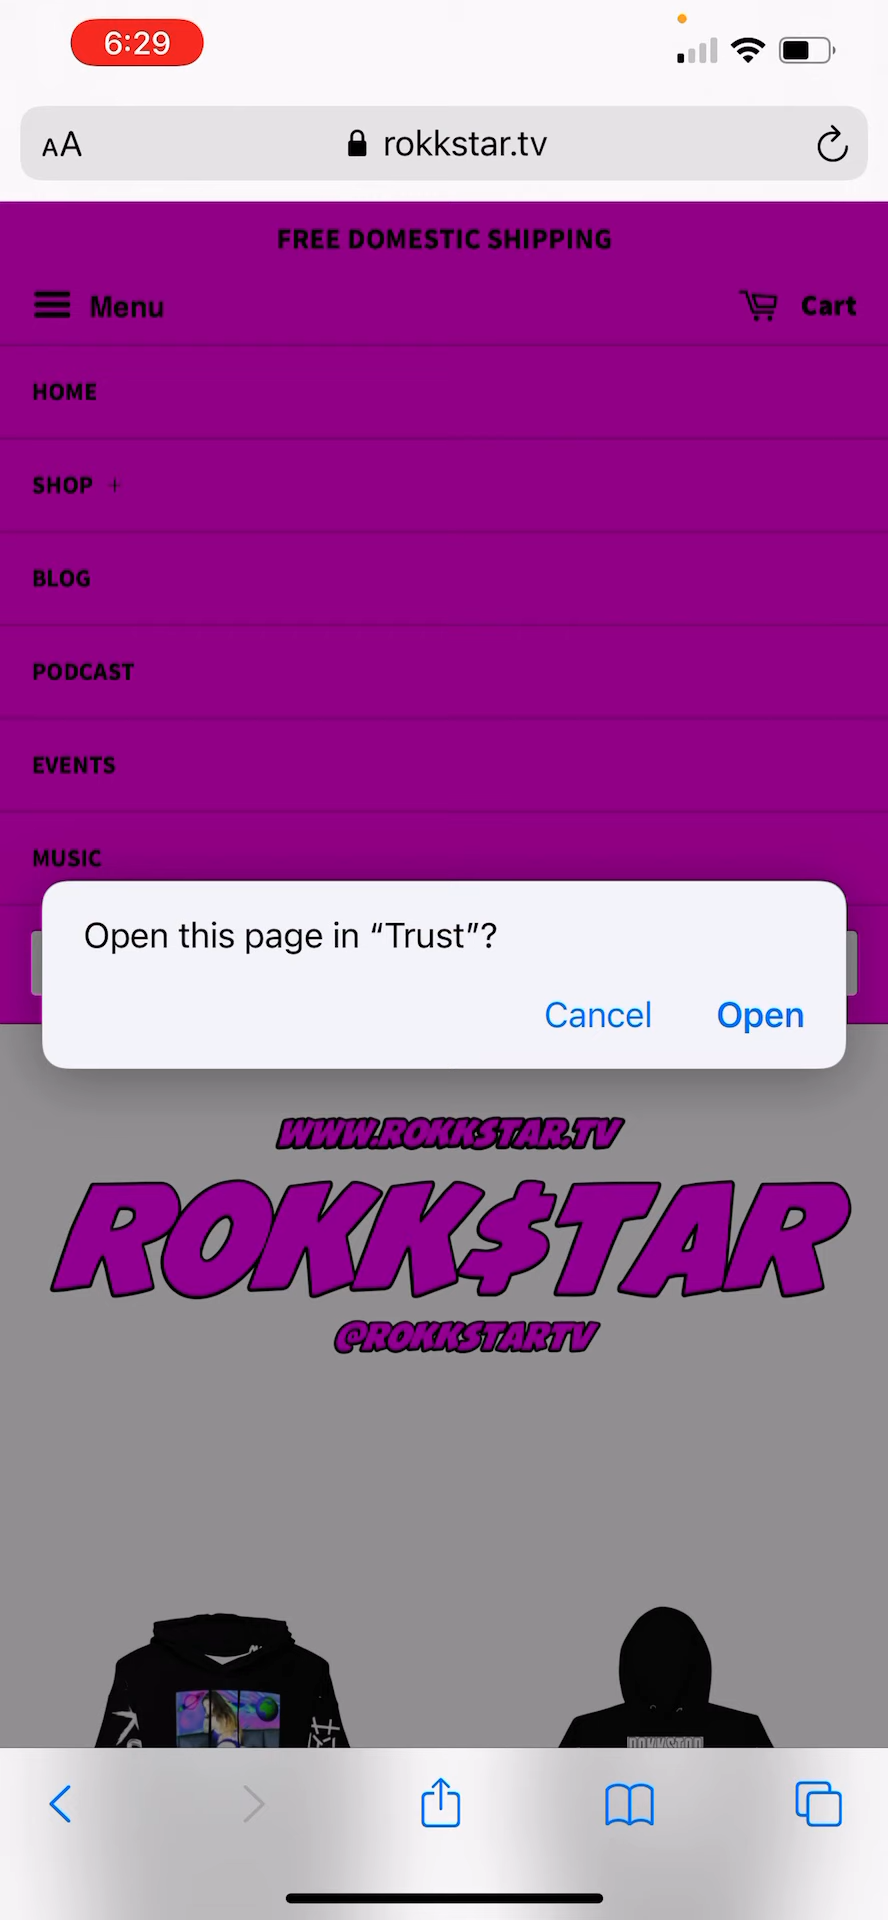 6:29
AA rokkstar.tv
FREE DOMESTIC SHIPPING
Menu Cart
HOME
SHOP +
BLOG
PODCAST
EVENTS
MUSIC
Open this page in “Trust”?
Cancel Open
WWW.ROKKSTAR.TV
ROKK$TAR
@ROKKSTARTV